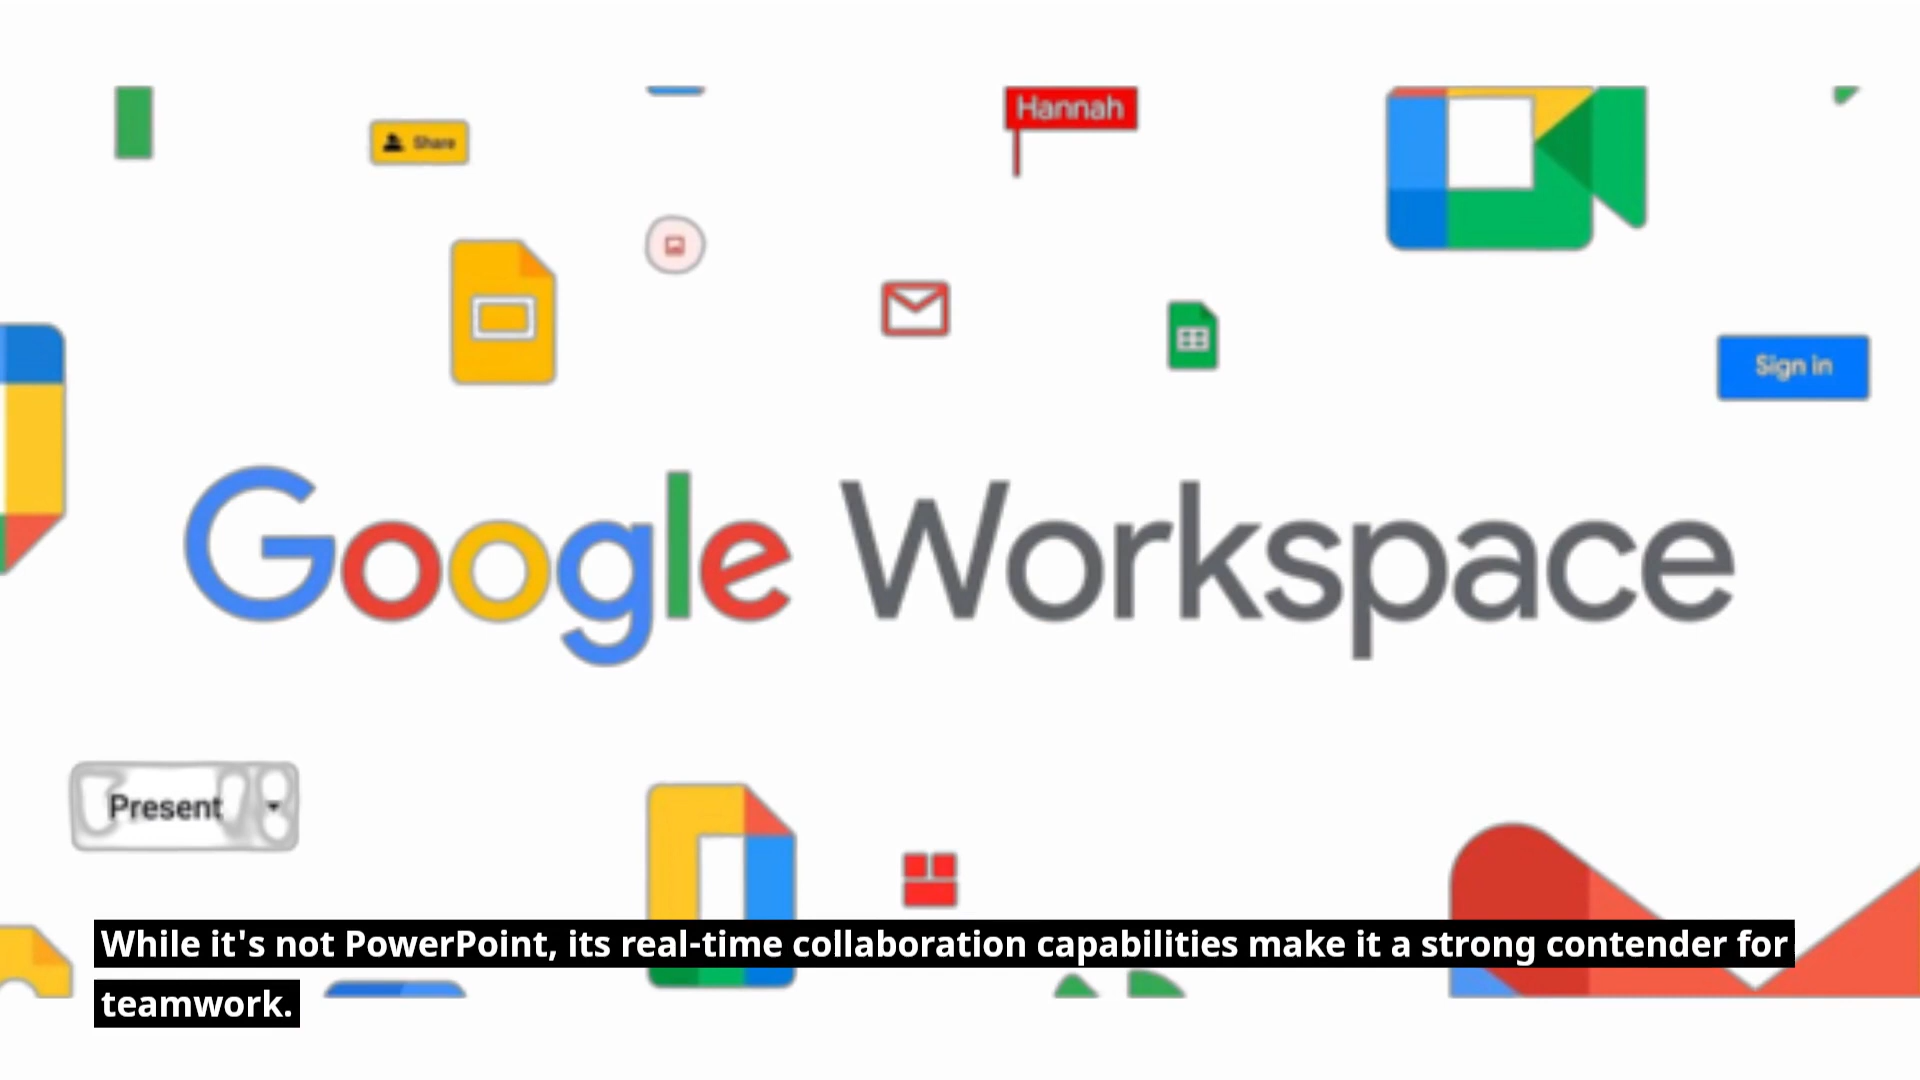 Hannah
Share
Sign in
Google Workspace
Present
While it's not PowerPoint, its real-time collaboration capabilities make it a strong contender for
teamwork.